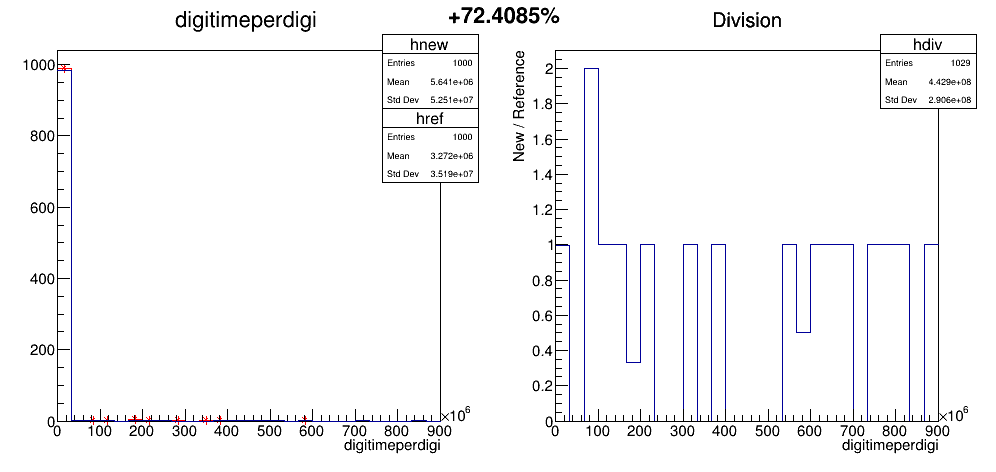 +72.4085%
digitimeperdigi
hnew
Entries 1000
Mean 5.641e+06
Std Dev 5.251e+07
href
Entries 1000
Mean 3.272e+06
Std Dev 3.519e+07
1000
800
600
400
200
0
0 100 200 300 400 500 600 700 800 900
×10⁶
digitimeperdigi
Division
hdiv
Entries 1029
Mean 4.429e+08
Std Dev 2.906e+08
New / Reference
2
1.8
1.6
1.4
1.2
1
0.8
0.6
0.4
0.2
0
0 100 200 300 400 500 600 700 800 900
×10⁶
digitimeperdigi